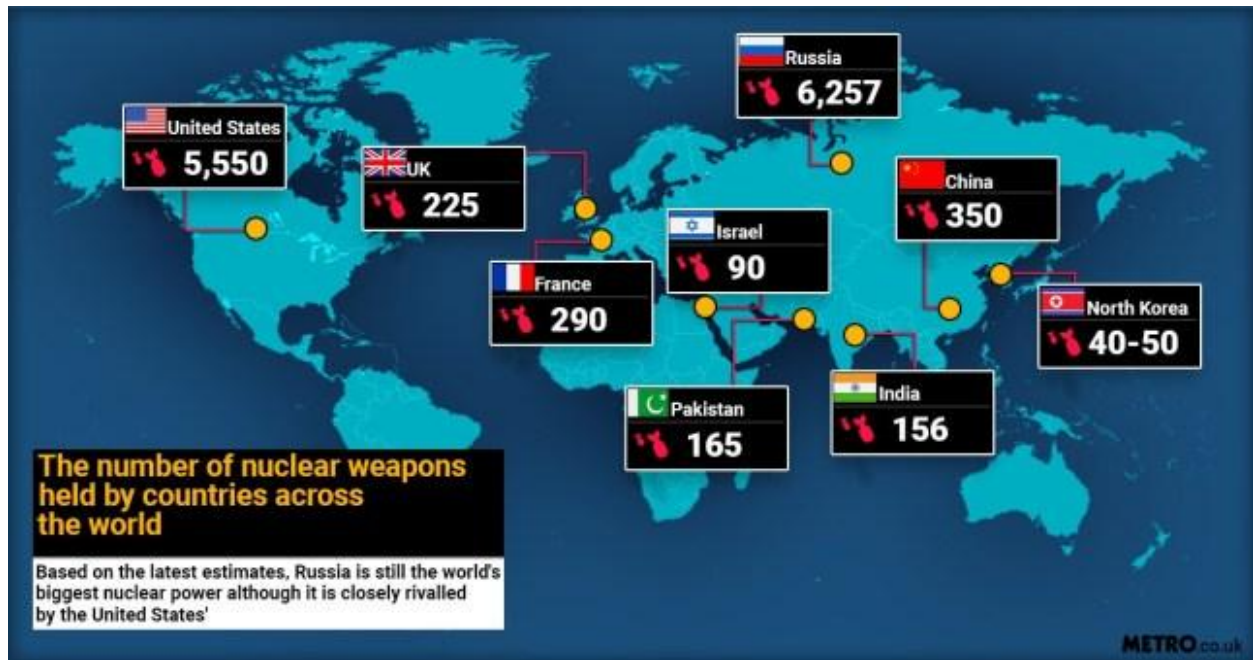 Russia
6,257
United States
5,550
UK
225
China
350
Israel
90
France
290
North Korea
40-50
Pakistan
165
India
156
The number of nuclear weapons
held by countries across
the world
Based on the latest estimates, Russia is still the world's
biggest nuclear power although it is closely rivalled
by the United States'
METRO.co.uk